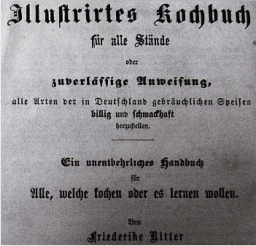 Illustrirtes Kochbuch
für alle Stände
oder
zuverlässige Anweisung,
alle Arten der in Deutschland gebräuchlichen Speisen
billig und schmackhaft
herzustellen.
Ein unentbehrliches Handbuch
für
Alle, welche kochen oder es lernen wollen.
Von
Friederike Ritter